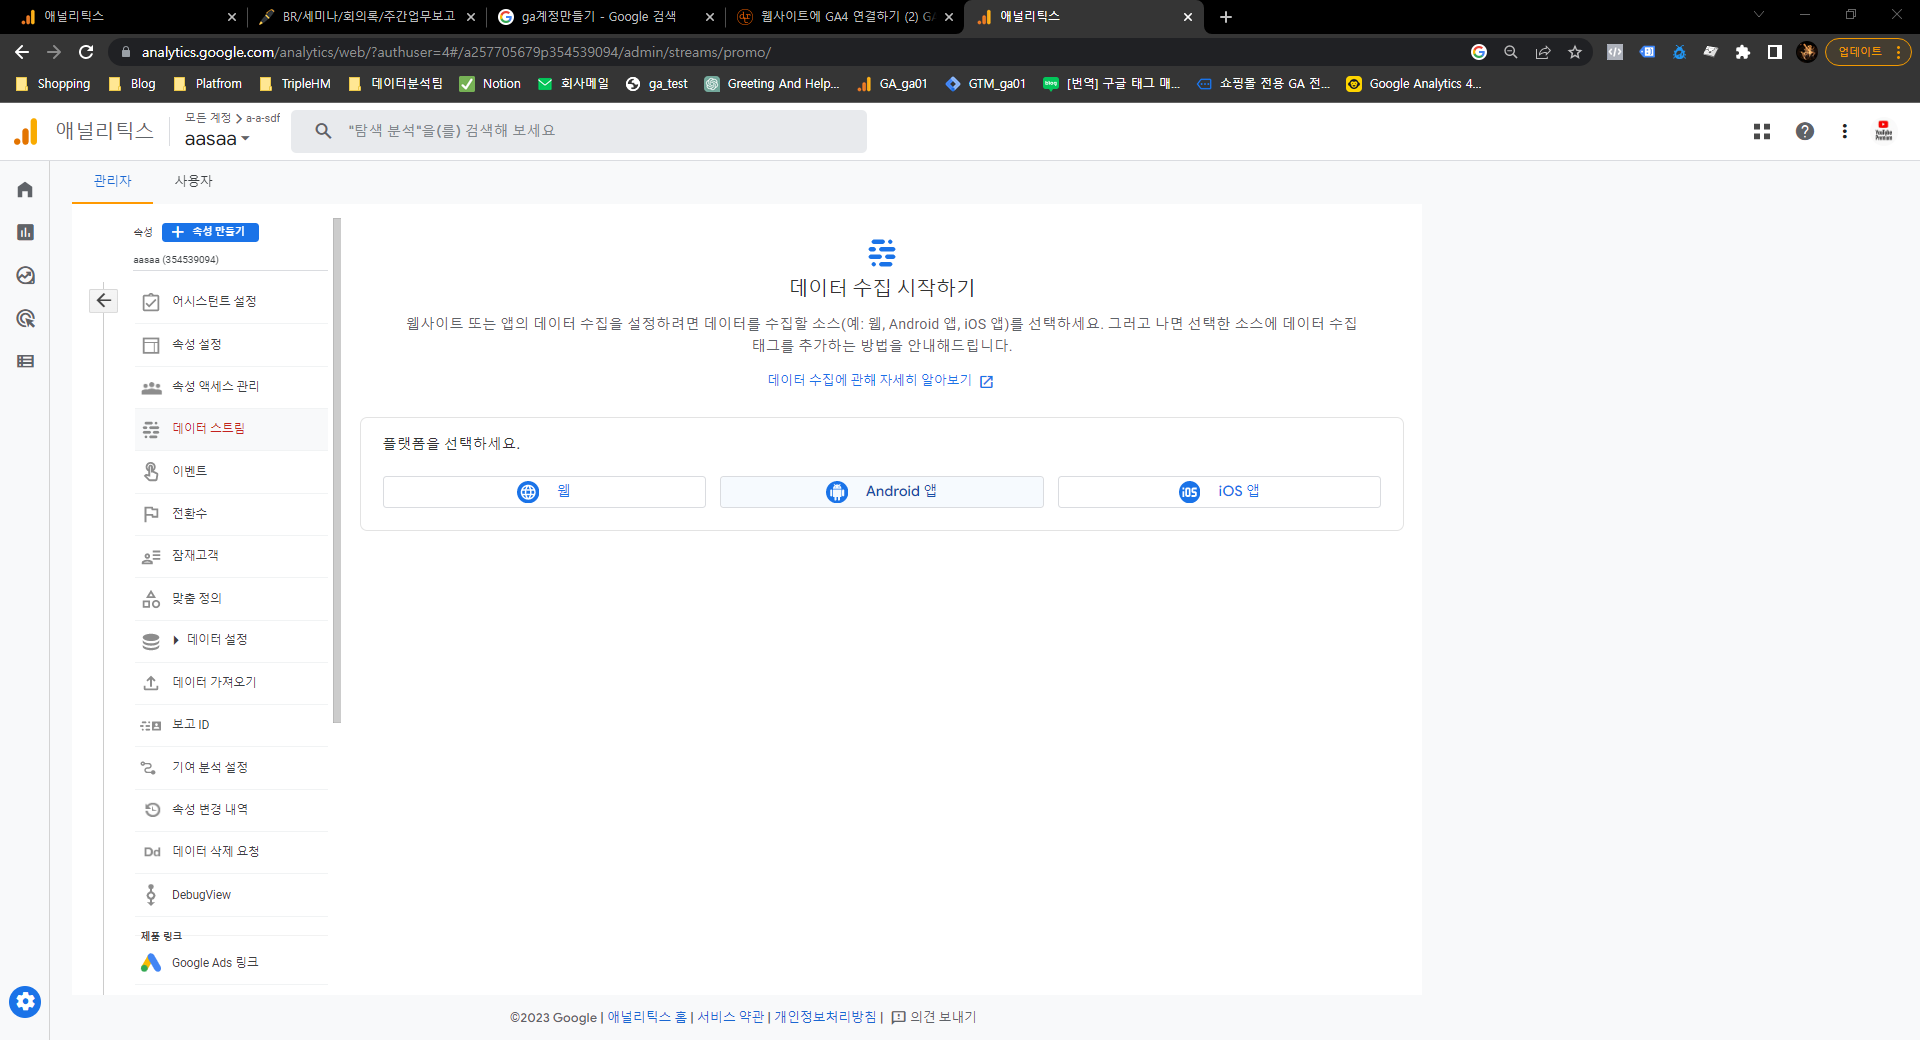 애널리틱스
BR/세미나/회의록/주간업무보고
ga계정만들기 - Google 검색
웹사이트에 GA4 연결하기 (2) G
애널리틱스
analytics.google.com/analytics/web/?authuser=4#/a257705679p354539094/admin/streams/promo/
업데이트
Shopping
Blog
Platfrom
TripleHM
데이터분석팀
Notion
회사메일
ga_test
Greeting And Help...
GA_ga01
GTM_ga01
[번역] 구글 태그 매...
쇼핑몰 전용 GA 전...
Google Analytics 4...
애널리틱스
모든 계정 > a-a-sdf
aasaa
"탐색 분석"을(를) 검색해 보세요
관리자
사용자
속성
+ 속성 만들기
aasaa (354539094)
어시스턴트 설정
속성 설정
속성 액세스 관리
데이터 스트림
이벤트
전환수
잠재고객
맞춤 정의
데이터 설정
데이터 가져오기
보고 ID
기여 분석 설정
속성 변경 내역
Dd 데이터 삭제 요청
DebugView
제품 링크
Google Ads 링크
데이터 수집 시작하기
웹사이트 또는 앱의 데이터 수집을 설정하려면 데이터를 수집할 소스(예: 웹, Android 앱, iOS 앱)를 선택하세요. 그러고 나면 선택한 소스에 데이터 수집
태그를 추가하는 방법을 안내해드립니다.
데이터 수집에 관해 자세히 알아보기
플랫폼을 선택하세요.
웹
Android 앱
iOS iOS 앱
©2023 Google | 애널리틱스 홈 | 서비스 약관 | 개인정보처리방침 | 의견 보내기